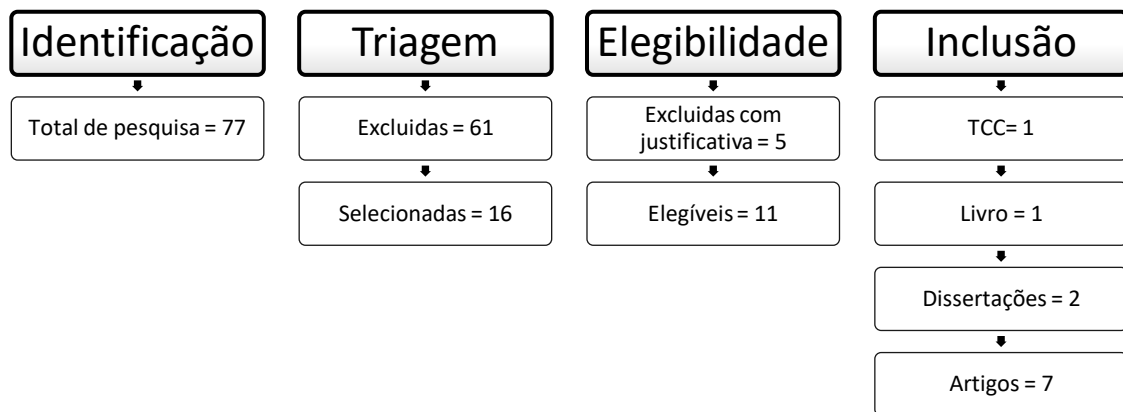 Identificação
Total de pesquisa = 77
Triagem
Excluidas = 61
Selecionadas = 16
Elegibilidade
Excluidas com
justificativa = 5
Elegíveis = 11
Inclusão
TCC= 1
Livro = 1
Dissertações = 2
Artigos = 7